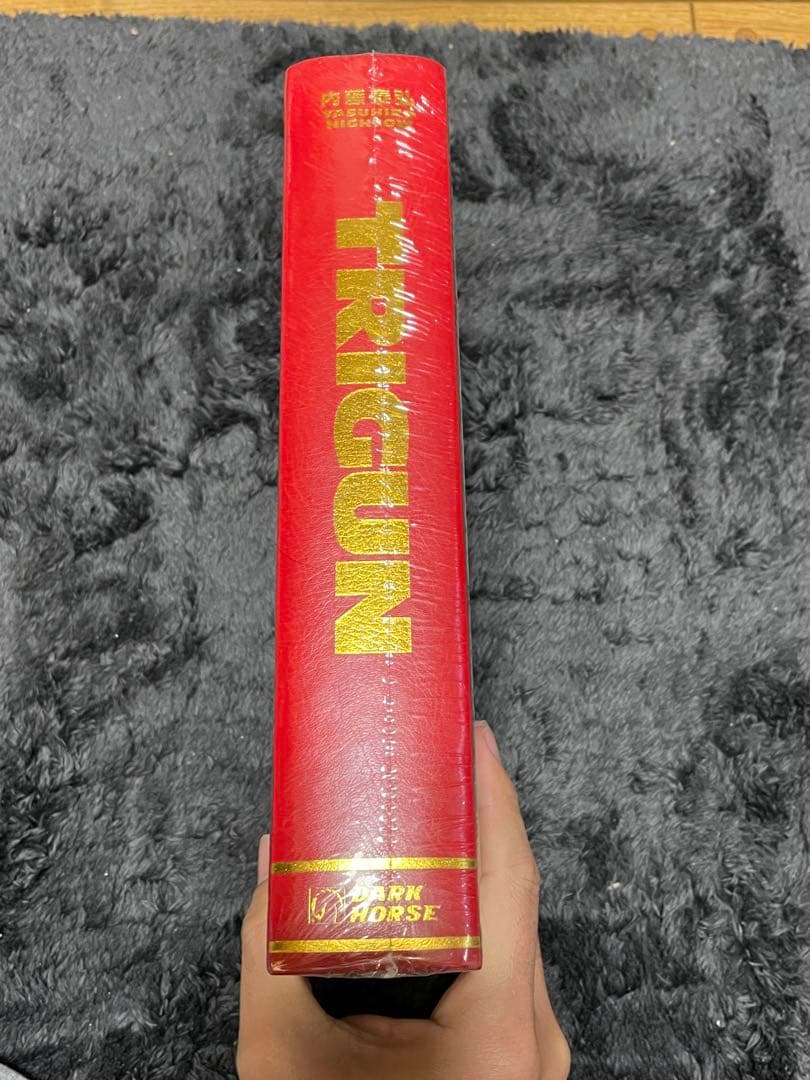 内藤泰弘
YASUHIRO
NIGHTOW
TRIGUN
DARK
HORSE